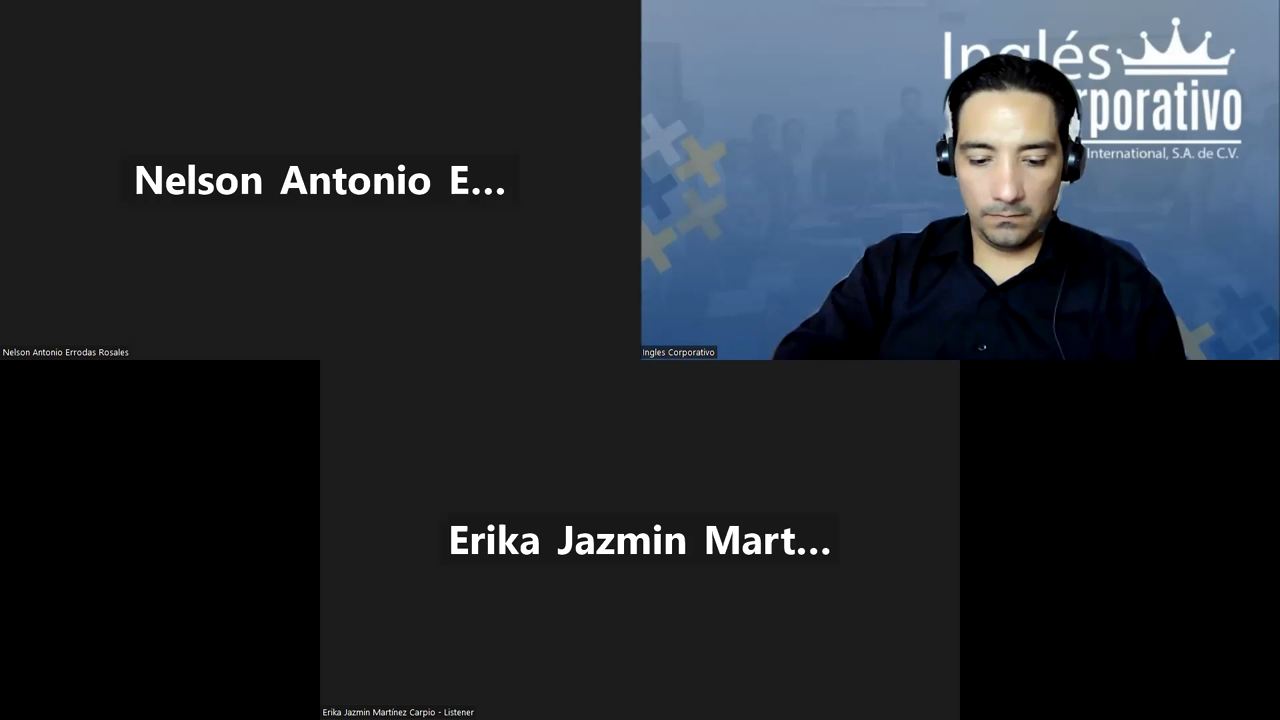 Nelson Antonio E...
Nelson Antonio Errodas Rosales
Inglés
rporativo
International, S.A. de C.V.
Ingles Corporativo
Erika Jazmin Mart...
Erika Jazmin Martínez Carpio - Listener